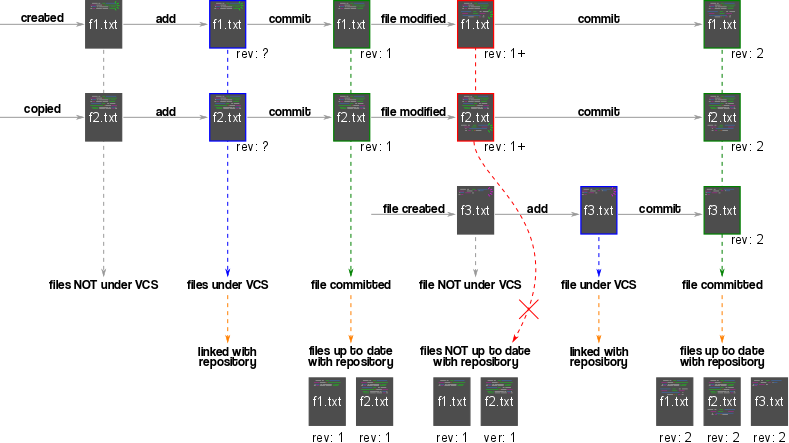 created
f1.txt
add
f1.txt
commit
f1.txt
file modified
f1.txt
commit
f1.txt
rev: ?
rev: 1
rev: 1+
rev: 2
copied
f2.txt
add
f2.txt
commit
f2.txt
file modified
f2.txt
commit
f2.txt
rev: ?
rev: 1
rev: 1+
rev: 2
file created
f3.txt
add
f3.txt
commit
f3.txt
rev: 2
files NOT under VCS
files under VCS
file committed
file NOT under VCS
file under VCS
file committed
linked with
repository
files up to date
with repository
files NOT up to date
with repository
linked with
repository
files up to date
with repository
f1.txt
f2.txt
f1.txt
f2.txt
f1.txt
f2.txt
f3.txt
rev: 1
rev: 1
rev: 1
ver: 1
rev: 2
rev: 2
rev: 2